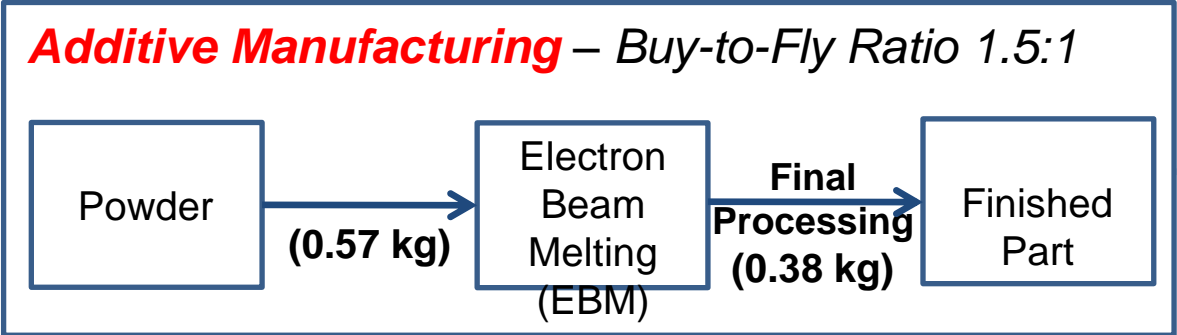 Additive Manufacturing – Buy-to-Fly Ratio 1.5:1
Powder
(0.57 kg)
Electron
Beam
Melting
(EBM)
Final
Processing
(0.38 kg)
Finished
Part